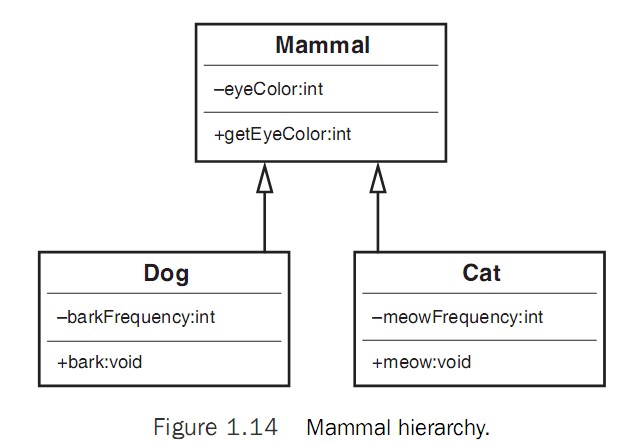 Mammal
–eyeColor:int
+getEyeColor:int
Dog
–barkFrequency:int
+bark:void
Cat
–meowFrequency:int
+meow:void
Figure 1.14 Mammal hierarchy.